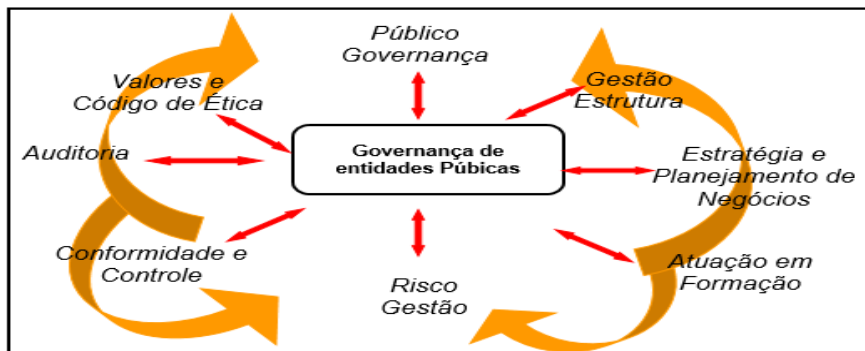 Público
Governança
Valores e
Código de Ética
Gestão
Estrutura
Auditoria
Governança de
entidades Púbicas
Estratégia e
Planejamento de
Negócios
Conformidade e
Controle
Risco
Gestão
Atuação em
Formação